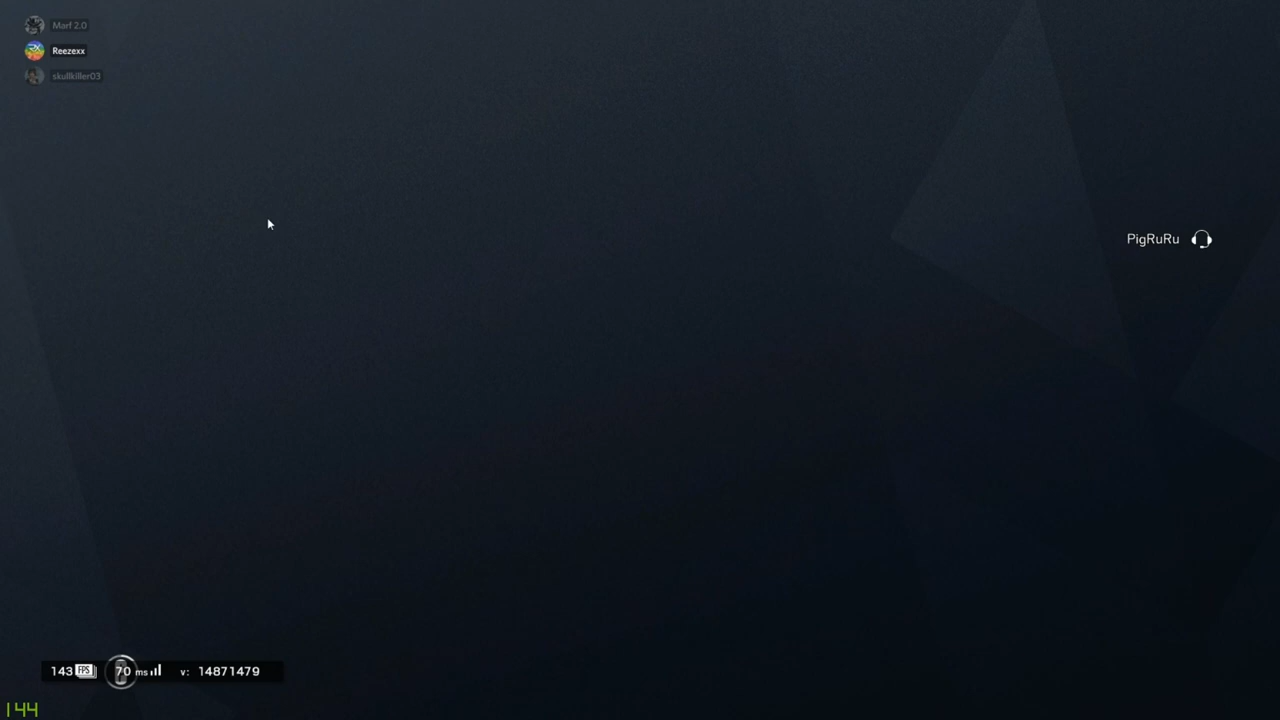 Marf 2.0
Reezexx
skullkiller03
PigRuRu
143 FPS 70 ms v: 14871479
144